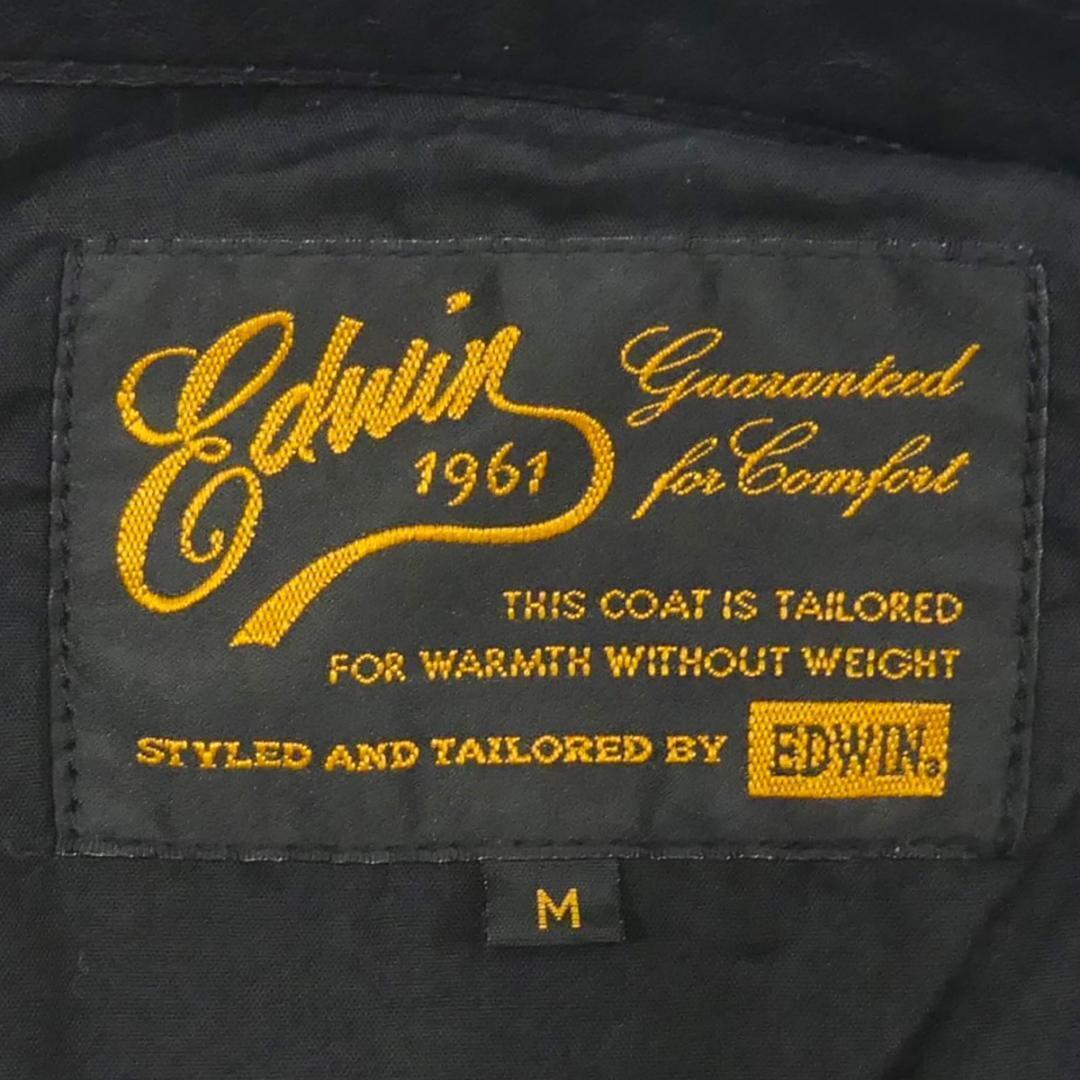 Edwin
1961
Guaranteed
for Comfort
THIS COAT IS TAILORED
FOR WARMTH WITHOUT WEIGHT
STYLED AND TAILORED BY EDWIN®
M